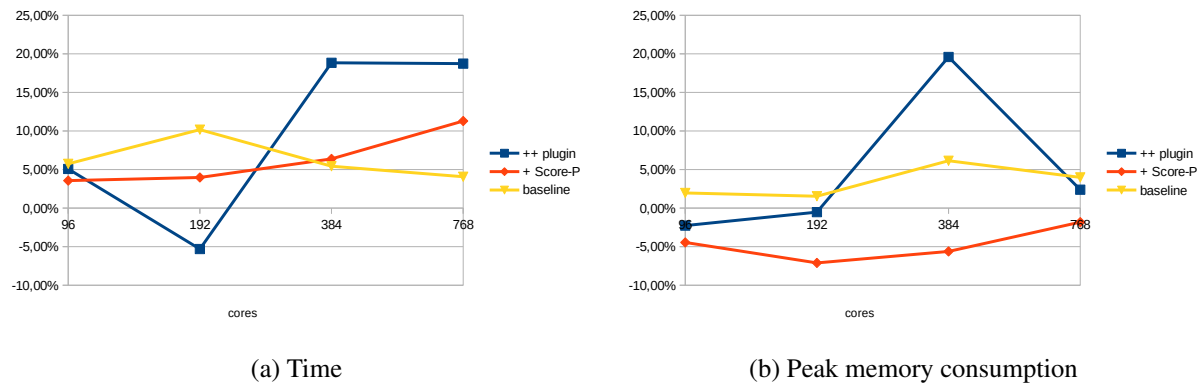 25,00%
20,00%
15,00%
10,00%
5,00%
0,00%
-5,00%
-10,00%
96
192
384
768
cores
++ plugin
+ Score-P
baseline
(a) Time
25,00%
20,00%
15,00%
10,00%
5,00%
0,00%
-5,00%
-10,00%
96
192
384
768
cores
++ plugin
+ Score-P
baseline
(b) Peak memory consumption